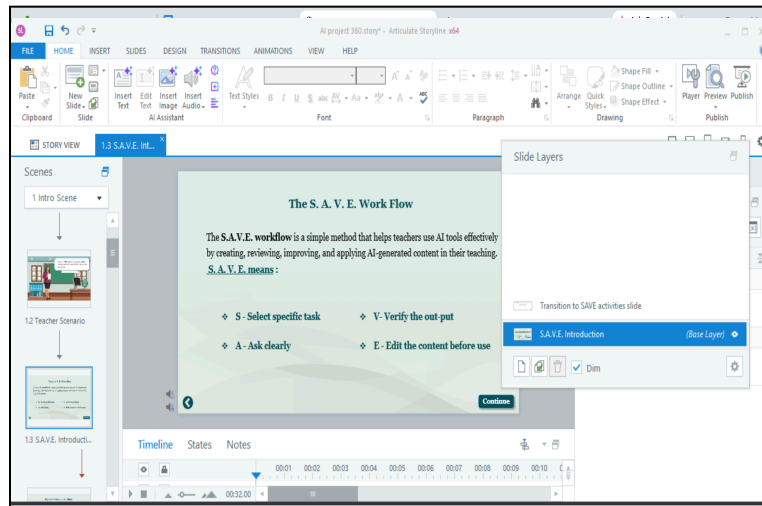 AI project 360.story* - Articulate Storyline x64
FILE HOME INSERT SLIDES DESIGN TRANSITIONS ANIMATIONS VIEW HELP
Paste
New Slide
Insert Text
Edit Text
Insert Image
Insert Audio
Text Styles
B I U S abc AV Aa A ABC
Arrange
Quick Styles
Shape Fill
Shape Outline
Shape Effect
Player Preview Publish
Clipboard Slide AI Assistant Font Paragraph Drawing Publish
STORY VIEW 1.3 S.A.V.E. Int...
Scenes
1 Intro Scene
1.2 Teacher Scenario
1.3 S.A.V.E. Introducti...
The S. A. V. E. Work Flow
The S.A.V.E. workflow is a simple method that helps teachers use AI tools effectively
by creating, reviewing, improving, and applying AI-generated content in their teaching.
S. A. V. E. means :
❖ S - Select specific task
❖ V- Verify the out-put
❖ A - Ask clearly
❖ E - Edit the content before use
Continue
Slide Layers
Transition to SAVE activities slide
S.A.V.E. Introduction (Base Layer)
Dim
Timeline States Notes
00:01 00:02 00:03 00:04 00:05 00:06 00:07 00:08 00:09 00:10
00:32.00